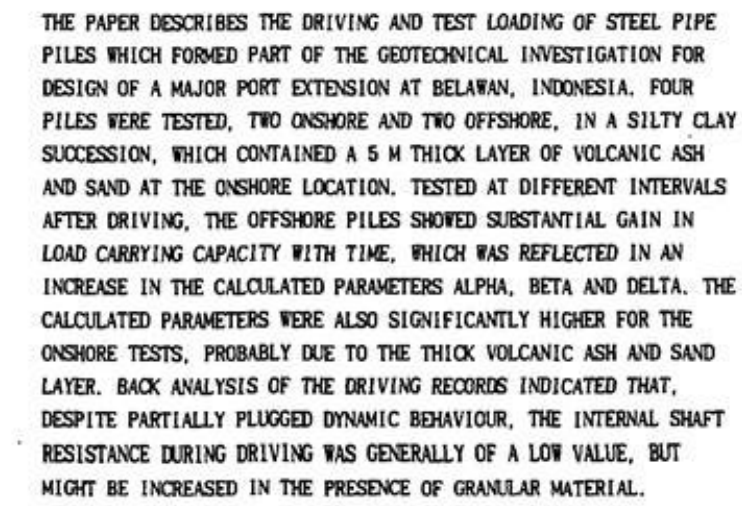 THE PAPER DESCRIBES THE DRIVING AND TEST LOADING OF STEEL PIPE
PILES WHICH FORMED PART OF THE GEOTECHNICAL INVESTIGATION FOR
DESIGN OF A MAJOR PORT EXTENSION AT BELAWAN, INDONESIA. FOUR
PILES WERE TESTED, TWO ONSHORE AND TWO OFFSHORE, IN A SILTY CLAY
SUCCESSION, WHICH CONTAINED A 5 M THICK LAYER OF VOLCANIC ASH
AND SAND AT THE ONSHORE LOCATION. TESTED AT DIFFERENT INTERVALS
AFTER DRIVING, THE OFFSHORE PILES SHOWED SUBSTANTIAL GAIN IN
LOAD CARRYING CAPACITY WITH TIME, WHICH WAS REFLECTED IN AN
INCREASE IN THE CALCULATED PARAMETERS ALPHA, BETA AND DELTA. THE
CALCULATED PARAMETERS WERE ALSO SIGNIFICANTLY HIGHER FOR THE
ONSHORE TESTS, PROBABLY DUE TO THE THICK VOLCANIC ASH AND SAND
LAYER. BACK ANALYSIS OF THE DRIVING RECORDS INDICATED THAT,
DESPITE PARTIALLY PLUGGED DYNAMIC BEHAVIOUR, THE INTERNAL SHAFT
RESISTANCE DURING DRIVING WAS GENERALLY OF A LOW VALUE, BUT
MIGHT BE INCREASED IN THE PRESENCE OF GRANULAR MATERIAL.